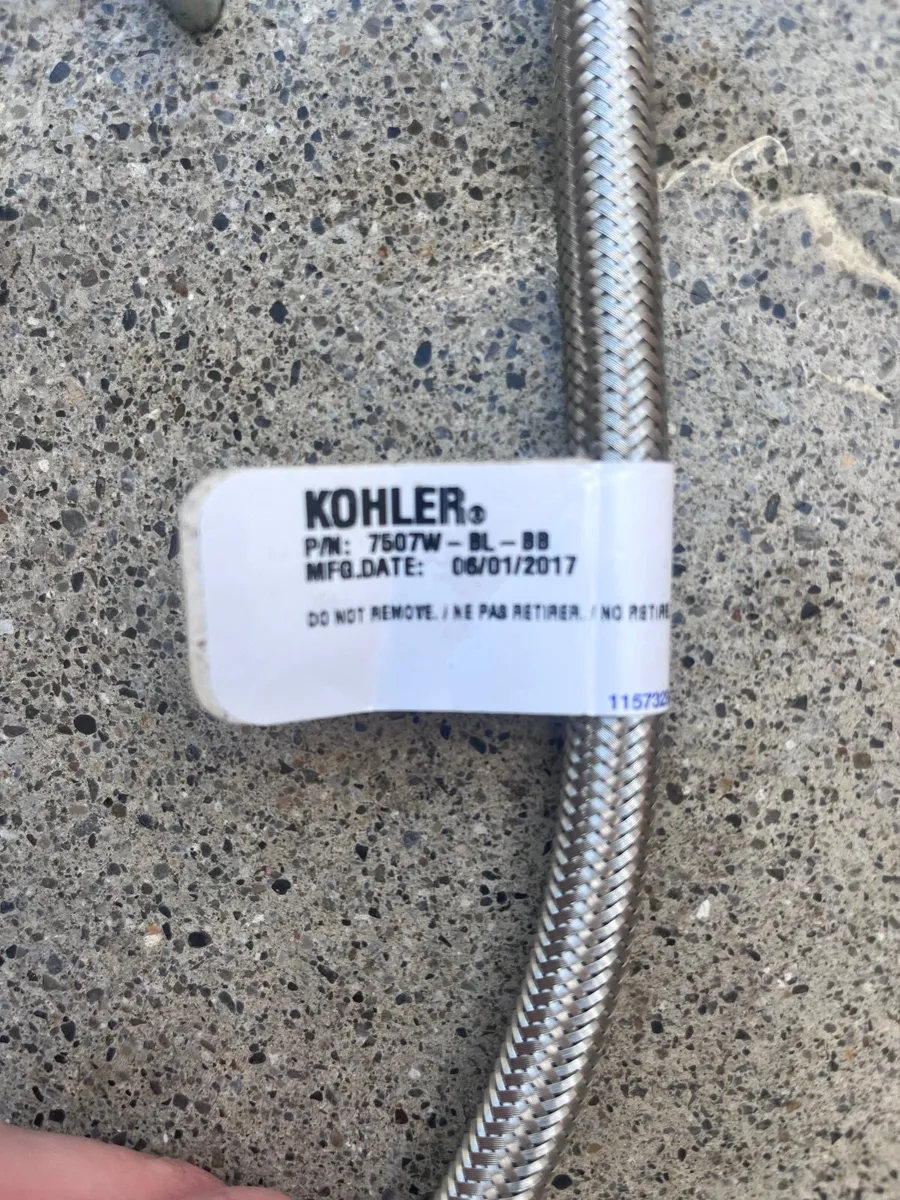 KOHLER®
P/N: 7507W-BL-BB
MFG.DATE: 06/01/2017
DO NOT REMOVE. / NE PAS RETIRER. / NO RETIRE